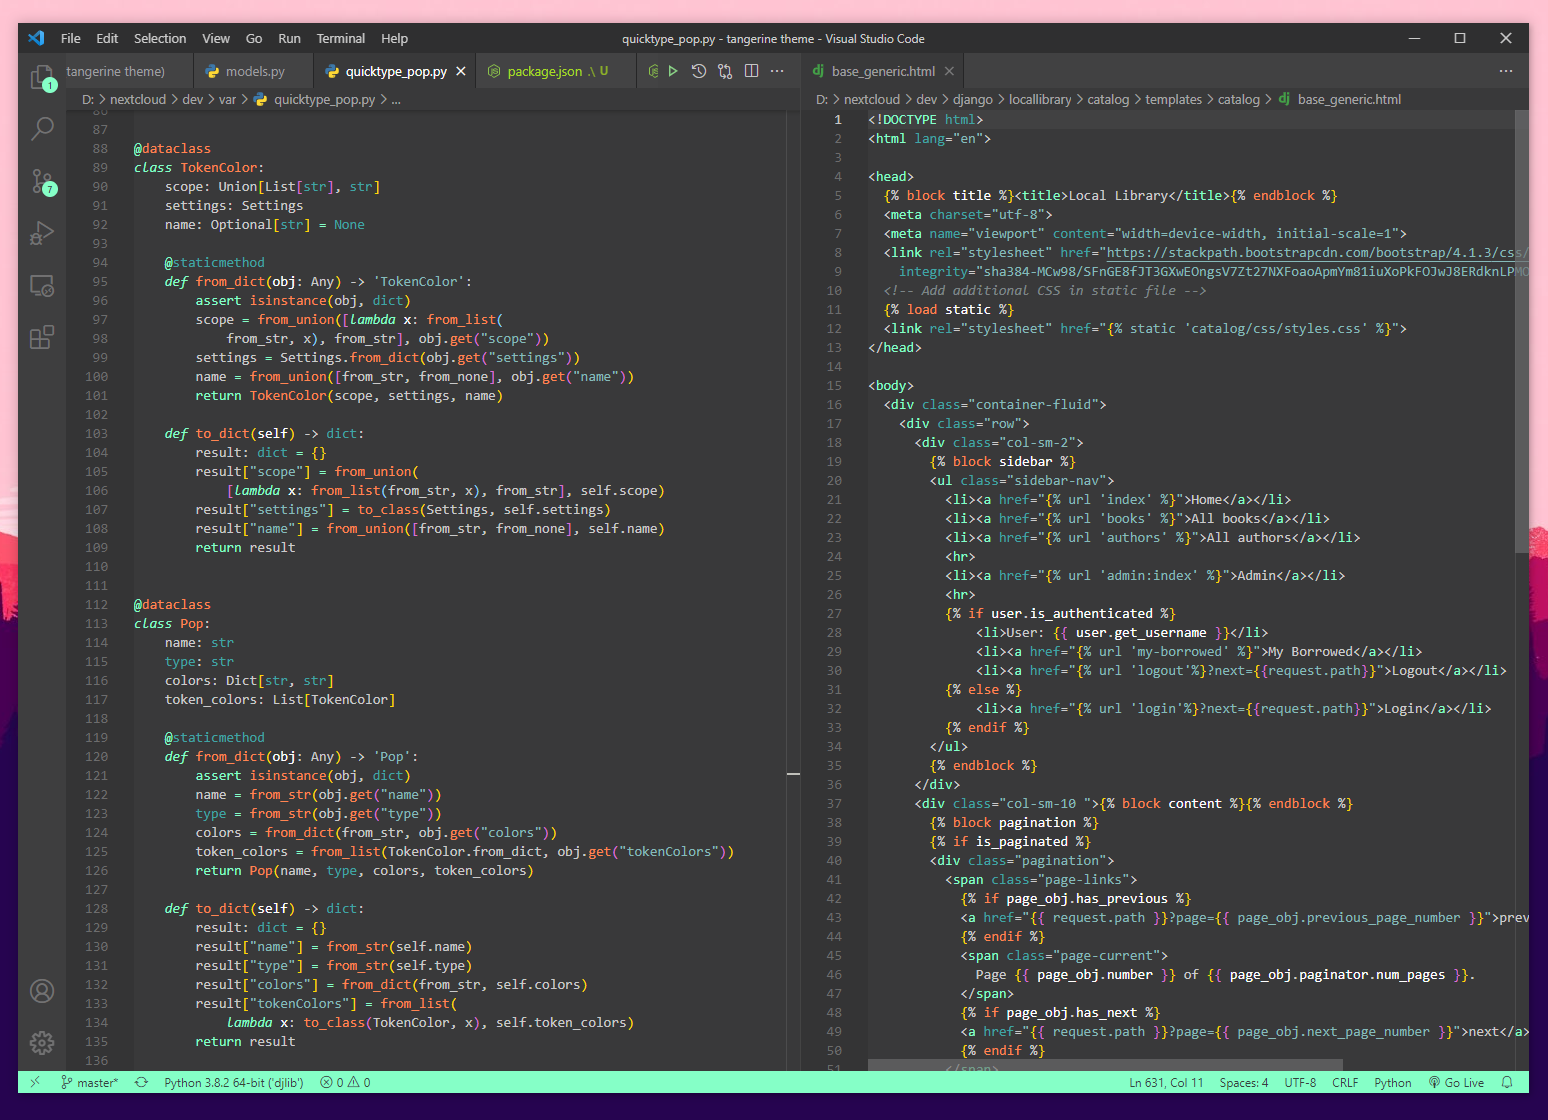 File Edit Selection View Go Run Terminal Help
quicktype_pop.py - tangerine theme - Visual Studio Code
1
7
tangerine theme)
models.py
quicktype_pop.py
package.json .\ U
D: > nextcloud > dev > var > quicktype_pop.py > ...
86
87
88 @dataclass
89 class TokenColor:
90 scope: Union[List[str], str]
91 settings: Settings
92 name: Optional[str] = None
93
94 @staticmethod
95 def from_dict(obj: Any) -> 'TokenColor':
96 assert isinstance(obj, dict)
97 scope = from_union([lambda x: from_list(
98 from_str, x), from_str], obj.get("scope"))
99 settings = Settings.from_dict(obj.get("settings"))
100 name = from_union([from_str, from_none], obj.get("name"))
101 return TokenColor(scope, settings, name)
102
103 def to_dict(self) -> dict:
104 result: dict = {}
105 result["scope"] = from_union(
106 [lambda x: from_list(from_str, x), from_str], self.scope)
107 result["settings"] = to_class(Settings, self.settings)
108 result["name"] = from_union([from_str, from_none], self.name)
109 return result
110
111
112 @dataclass
113 class Pop:
114 name: str
115 type: str
116 colors: Dict[str, str]
117 token_colors: List[TokenColor]
118
119 @staticmethod
120 def from_dict(obj: Any) -> 'Pop':
121 assert isinstance(obj, dict)
122 name = from_str(obj.get("name"))
123 type = from_str(obj.get("type"))
124 colors = from_dict(from_str, obj.get("colors"))
125 token_colors = from_list(TokenColor.from_dict, obj.get("tokenColors"))
126 return Pop(name, type, colors, token_colors)
127
128 def to_dict(self) -> dict:
129 result: dict = {}
130 result["name"] = from_str(self.name)
131 result["type"] = from_str(self.type)
132 result["colors"] = from_dict(from_str, self.colors)
133 result["tokenColors"] = from_list(
134 lambda x: to_class(TokenColor, x), self.token_colors)
135 return result
136
dj base_generic.html
D: > nextcloud > dev > django > locallibrary > catalog > templates > catalog > dj base_generic.html
1 <!DOCTYPE html>
2 <html lang="en">
3
4 <head>
5 {% block title %}<title>Local Library</title>{% endblock %}
6 <meta charset="utf-8">
7 <meta name="viewport" content="width=device-width, initial-scale=1">
8 <link rel="stylesheet" href="https://stackpath.bootstrapcdn.com/bootstrap/4.1.3/css/
9 integrity="sha384-MCw98/SFnGE8fJT3GXwEOngsV7Zt27NXFoaoApmYm81iuXoPkFOJwJ8ERdknLPMO
10 <!-- Add additional CSS in static file -->
11 {% load static %}
12 <link rel="stylesheet" href="{% static 'catalog/css/styles.css' %}">
13 </head>
14
15 <body>
16 <div class="container-fluid">
17 <div class="row">
18 <div class="col-sm-2">
19 {% block sidebar %}
20 <ul class="sidebar-nav">
21 <li><a href="{% url 'index' %}">Home</a></li>
22 <li><a href="{% url 'books' %}">All books</a></li>
23 <li><a href="{% url 'authors' %}">All authors</a></li>
24 <hr>
25 <li><a href="{% url 'admin:index' %}">Admin</a></li>
26 <hr>
27 {% if user.is_authenticated %}
28 <li>User: {{ user.get_username }}</li>
29 <li><a href="{% url 'my-borrowed' %}">My Borrowed</a></li>
30 <li><a href="{% url 'logout'%}?next={{request.path}}">Logout</a></li>
31 {% else %}
32 <li><a href="{% url 'login'%}?next={{request.path}}">Login</a></li>
33 {% endif %}
34 </ul>
35 {% endblock %}
36 </div>
37 <div class="col-sm-10 ">{% block content %}{% endblock %}
38 {% block pagination %}
39 {% if is_paginated %}
40 <div class="pagination">
41 <span class="page-links">
42 {% if page_obj.has_previous %}
43 <a href="{{ request.path }}?page={{ page_obj.previous_page_number }}">prev
44 {% endif %}
45 <span class="page-current">
46 Page {{ page_obj.number }} of {{ page_obj.paginator.num_pages }}.
47 </span>
48 {% if page_obj.has_next %}
49 <a href="{{ request.path }}?page={{ page_obj.next_page_number }}">next</a>
50 {% endif %}
51 </span>
master* Python 3.8.2 64-bit ('djlib') 0 0
Ln 631, Col 11 Spaces: 4 UTF-8 CRLF Python Go Live